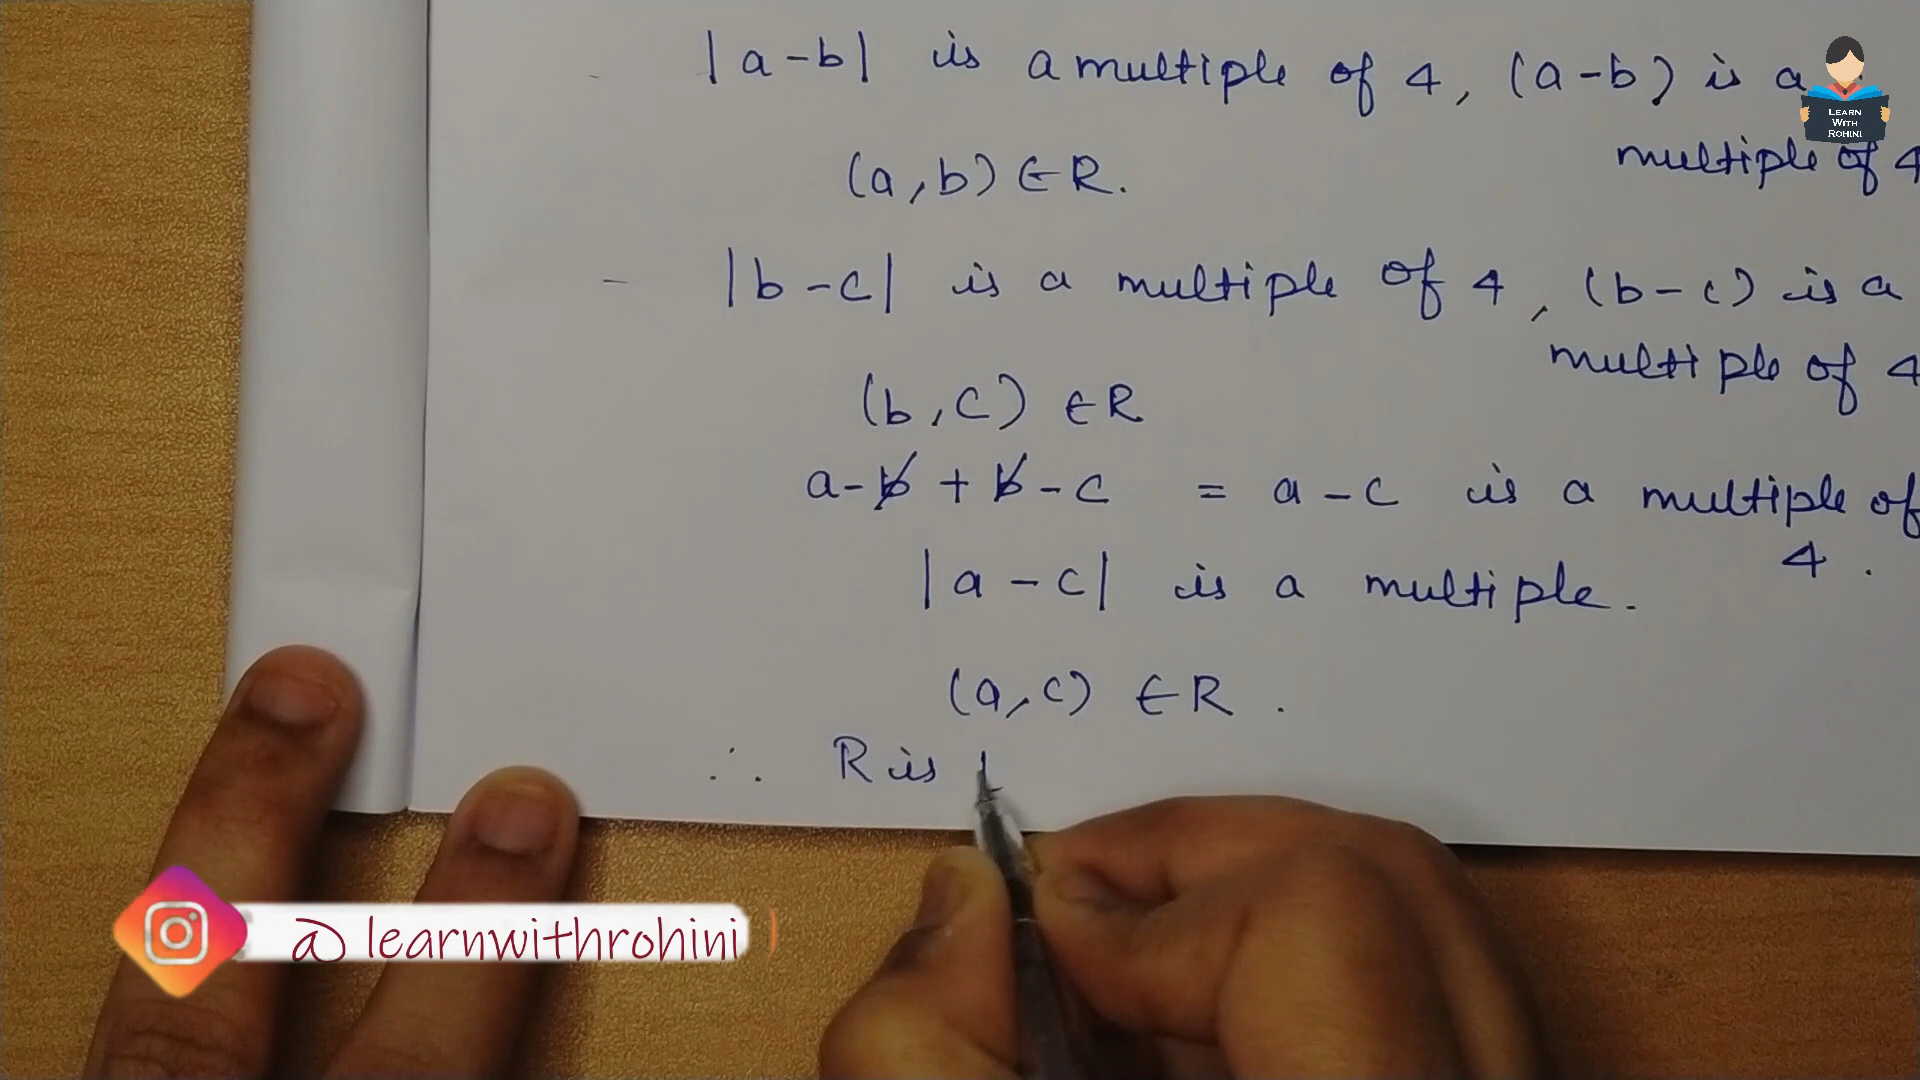 |a-b| is a multiple of 4, (a-b) is a
multiple of 4
(a,b) ∈ R.
- |b-c| is a multiple of 4, (b-c) is a
multiple of 4
(b,c) ∈ R
a-b + b-c = a-c is a multiple of
4.
|a-c| is a multiple.
(a,c) ∈ R.
∴ R is
LEARN
WITH
ROHINI
@learnwithrohini